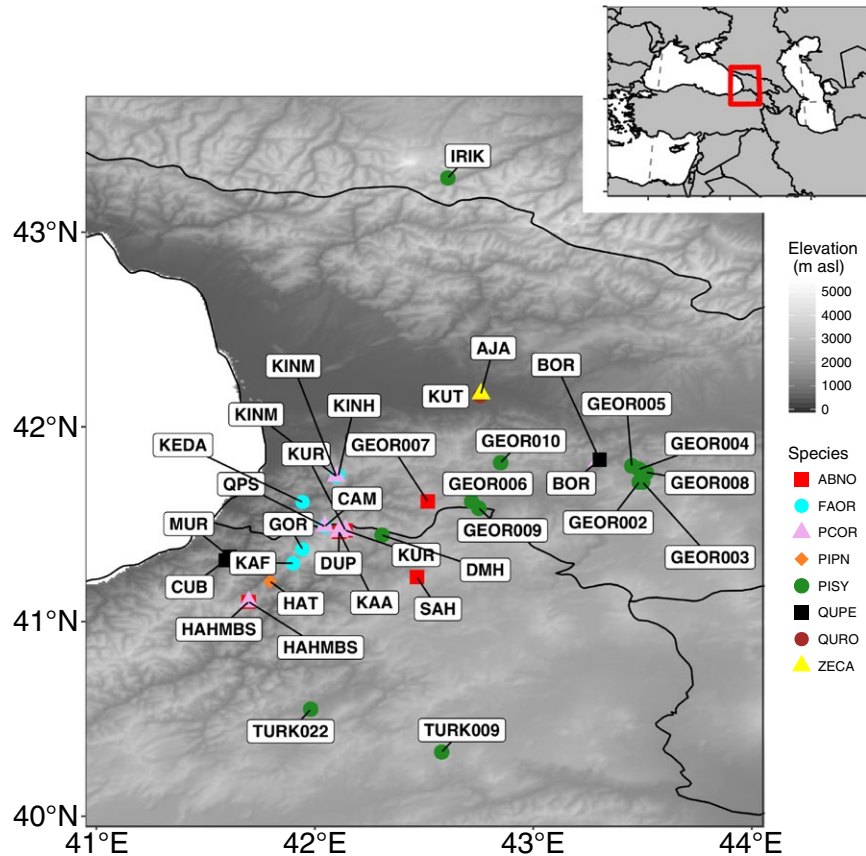 IRIK
43°N
Elevation
(m asl)
5000
4000
3000
2000
1000
0
AJA
KINM
BOR
KUT
GEOR005
KINM
KINH
KEDA
42°N
KUR
GEOR007
GEOR010
GEOR004
QPS
CAM
GEOR006
BOR
GEOR008
MUR
GOR
GEOR009
GEOR002
KAF
DUP
KUR
DMH
GEOR003
CUB
HAT
KAA
SAH
41°N
HAHMBS
HAHMBS
TURK022
TURK009
40°N
41°E
42°E
43°E
44°E
Species
ABNO
FAOR
PCOR
PIPN
PISY
QUPE
QURO
ZECA